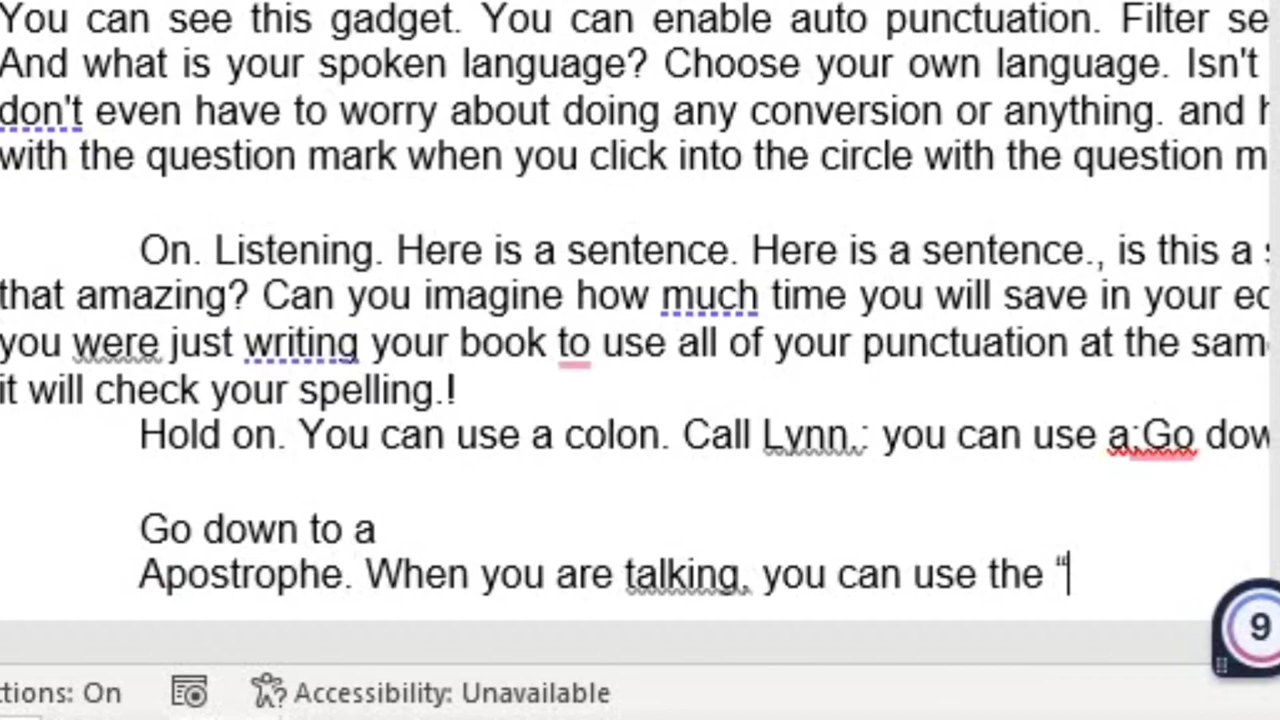 You can see this gadget. You can enable auto punctuation. Filter
And what is your spoken language? Choose your own language. Isn't
don't even have to worry about doing any conversion or anything. and
with the question mark when you click into the circle with the question
On. Listening. Here is a sentence. Here is a sentence., is this a
that amazing? Can you imagine how much time you will save in your
you were just writing your book to use all of your punctuation at the
it will check your spelling.!
Hold on. You can use a colon. Call Lynn.: you can use a;Go
Go down to a
Apostrophe. When you are talking, you can use the “
9
Accessibility: Unavailable
On